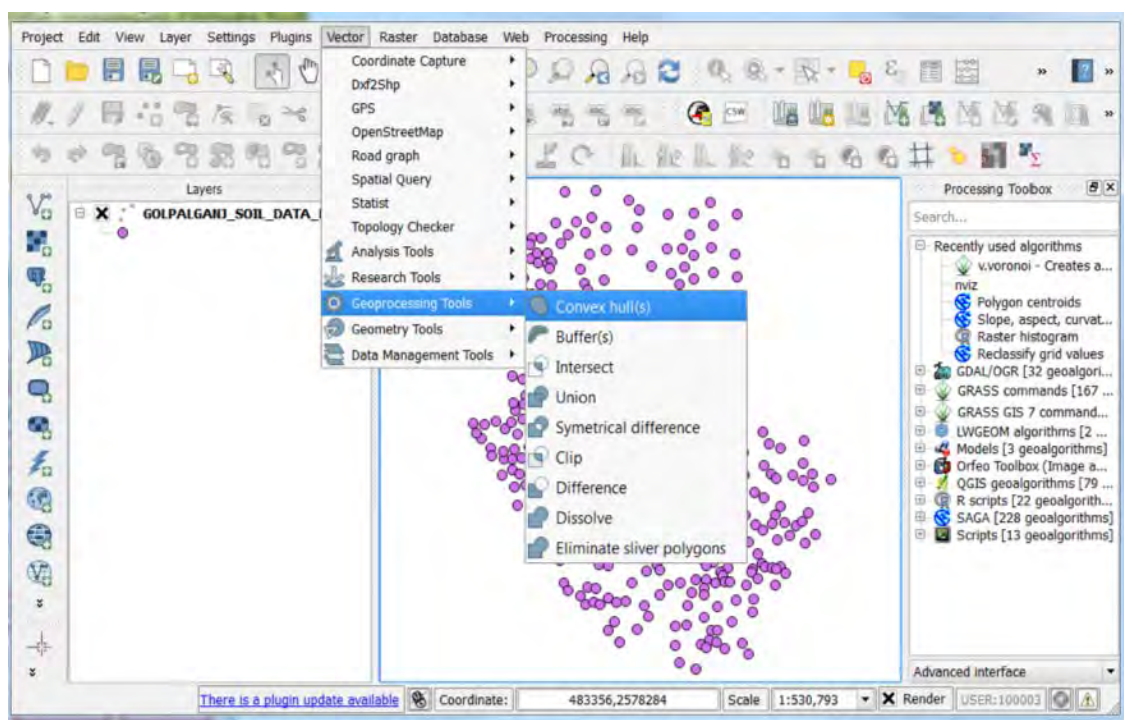 Project Edit View Layer Settings Plugins Vector Raster Database Web Processing Help
Coordinate Capture
Dxf2Shp
GPS
OpenStreetMap
Road graph
Spatial Query
Statist
Topology Checker
Analysis Tools
Research Tools
Geoprocessing Tools
Geometry Tools
Data Management Tools
Convex hull(s)
Buffer(s)
Intersect
Union
Symetrical difference
Clip
Difference
Dissolve
Eliminate sliver polygons
CSW
Layers
GOLPALGANJ_SOIL_DATA_
Processing Toolbox
Search...
Recently used algorithms
v.voronoi - Creates a...
nviz
Polygon centroids
Slope, aspect, curvat...
Raster histogram
Reclassify grid values
GDAL/OGR [32 geoalgori...
GRASS commands [167 ...
GRASS GIS 7 command...
LWGEOM algorithms [2 ...
Models [3 geoalgorithms]
Orfeo Toolbox (Image a...
QGIS geoalgorithms [79 ...
R scripts [22 geoalgorith...
SAGA [228 geoalgorithms]
Scripts [13 geoalgorithms]
Advanced interface
There is a plugin update available Coordinate: 483356,2578284 Scale 1:530,793 Render USER:100003